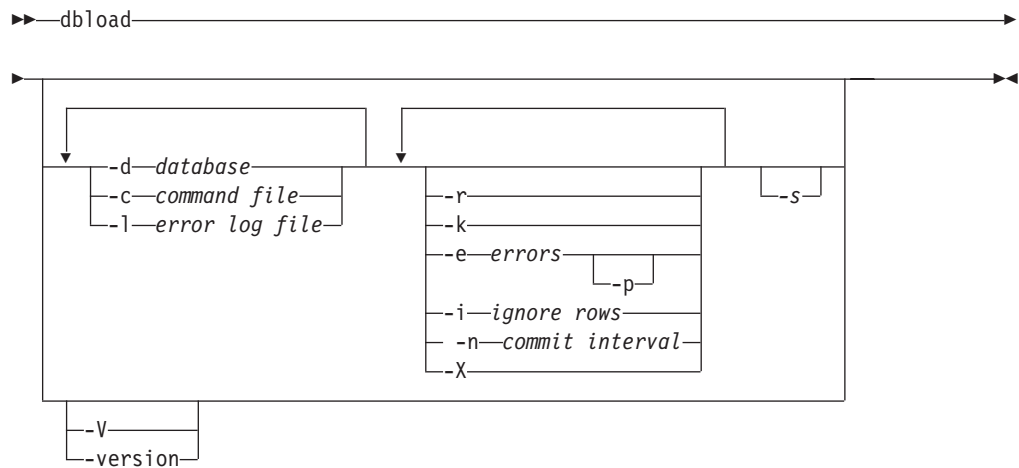 dbload
-d database
-c command file
-l error log file
-r
-k
-e errors
-p
-i ignore rows
-n commit interval
-X
-s
-V
-version